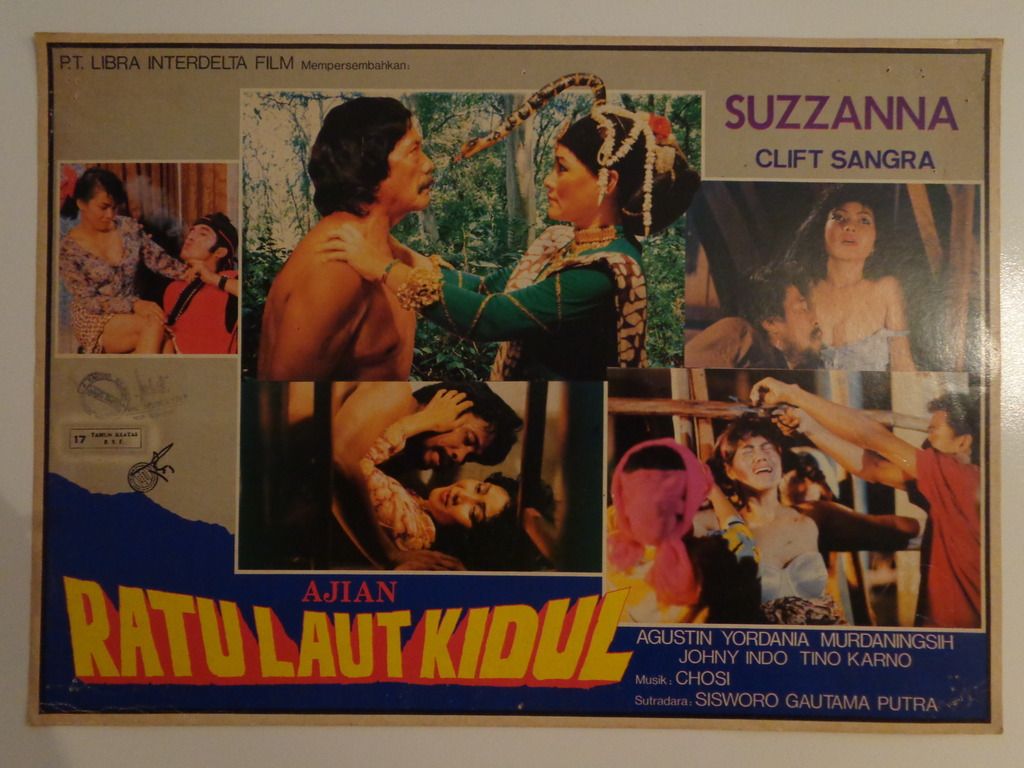 P.T. LIBRA INTERDELTA FILM Mempersembahkan:
SUZZANNA
CLIFT SANGRA
17 TAHUN KEATAS
B. S. F.
AJIAN
RATU LAUT KIDUL
AGUSTIN YORDANIA MURDANINGSIH
JOHNY INDO TINO KARNO
Musik: CHOSI
Sutradara: SISWORO GAUTAMA PUTRA